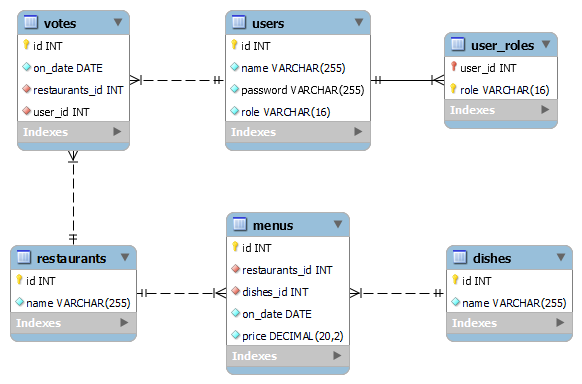 votes
id INT
on_date DATE
restaurants_id INT
user_id INT
Indexes
users
id INT
name VARCHAR(255)
password VARCHAR(255)
role VARCHAR(16)
Indexes
user_roles
user_id INT
role VARCHAR(16)
Indexes
restaurants
id INT
name VARCHAR(255)
Indexes
menus
id INT
restaurants_id INT
dishes_id INT
on_date DATE
price DECIMAL(20,2)
Indexes
dishes
id INT
name VARCHAR(255)
Indexes